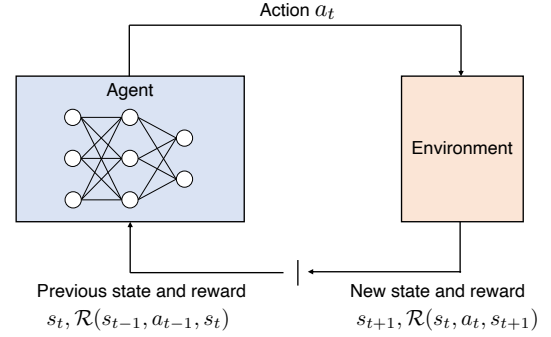 Action $a_t$
Agent
Environment
Previous state and reward
$s_t, \mathcal{R}(s_{t-1}, a_{t-1}, s_t)$
New state and reward
$s_{t+1}, \mathcal{R}(s_t, a_t, s_{t+1})$